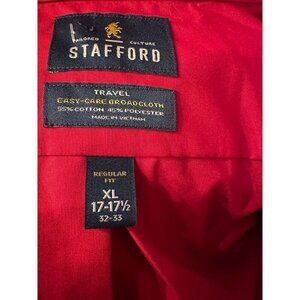 TAILORED CULTURE
STAFFORD
TRAVEL
EASY-CARE BROADCLOTH
55% COTTON 45% POLYESTER
MADE IN VIETNAM
REGULAR
FIT
XL
17-17½
32-33